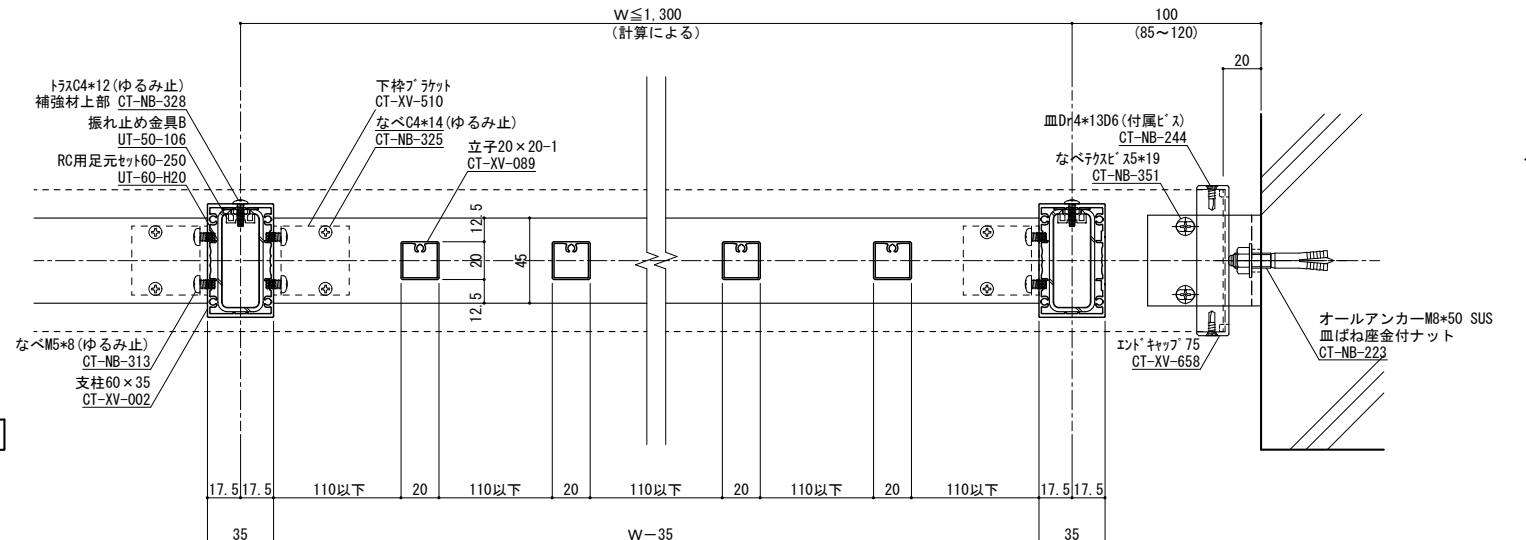 W≦1,300
(計算による)
100
(85～120)
20
ﾄﾗｽC4*12(ゆるみ止)
補強材上部 CT-NB-328
振れ止め金具B
UT-50-106
RC用足元ｾｯﾄ60-250
UT-60-H20
下枠ﾌﾞﾗｹｯﾄ
CT-XV-510
なべC4*14(ゆるみ止)
CT-NB-325
立子20×20-1
CT-XV-089
皿Dr4*13D6(付属ﾋﾞｽ)
CT-NB-244
なべﾃｸｽﾋﾞｽ5*19
CT-NB-351
12.5
20
12.5
45
なべM5*8(ゆるみ止)
CT-NB-313
支柱60×35
CT-XV-002
ｴﾝﾄﾞｷｬｯﾌﾟ75
CT-XV-658
オールアンカーM8*50 SUS
皿ばね座金付ナット
CT-NB-223
17.5 17.5 110以下 20 110以下 20 110以下 20 110以下 20 110以下 17.5 17.5
35 W－35 35